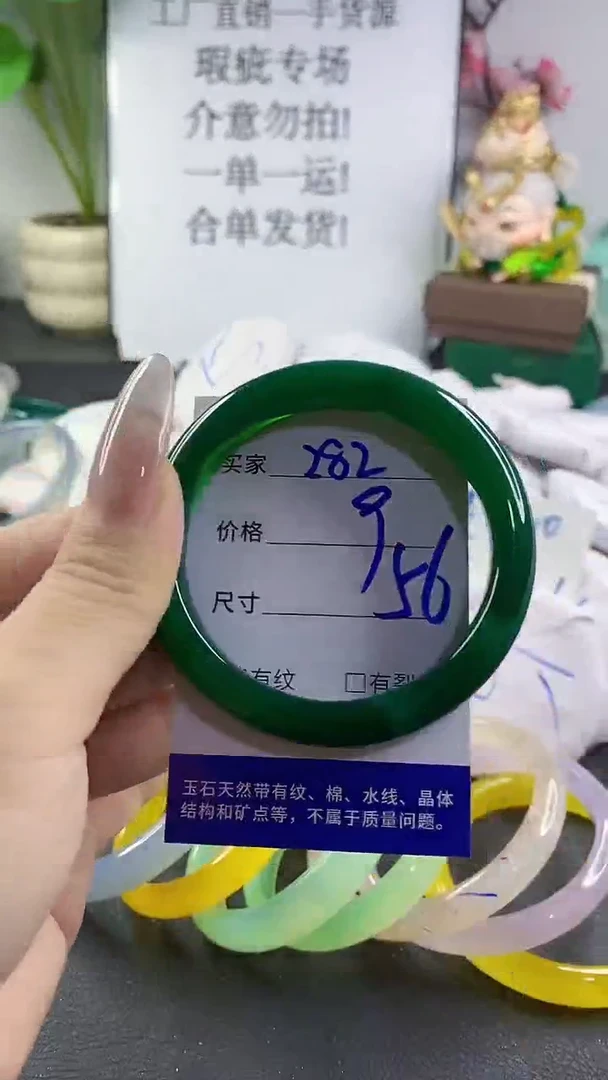 工厂直销一手货源
瑕疵专场
介意勿拍!
一单一运!
合单发货!
买家 282
价格 9
尺寸 56
有纹 □有裂
玉石天然带有纹、棉、水线、晶体
结构和矿点等，不属于质量问题。